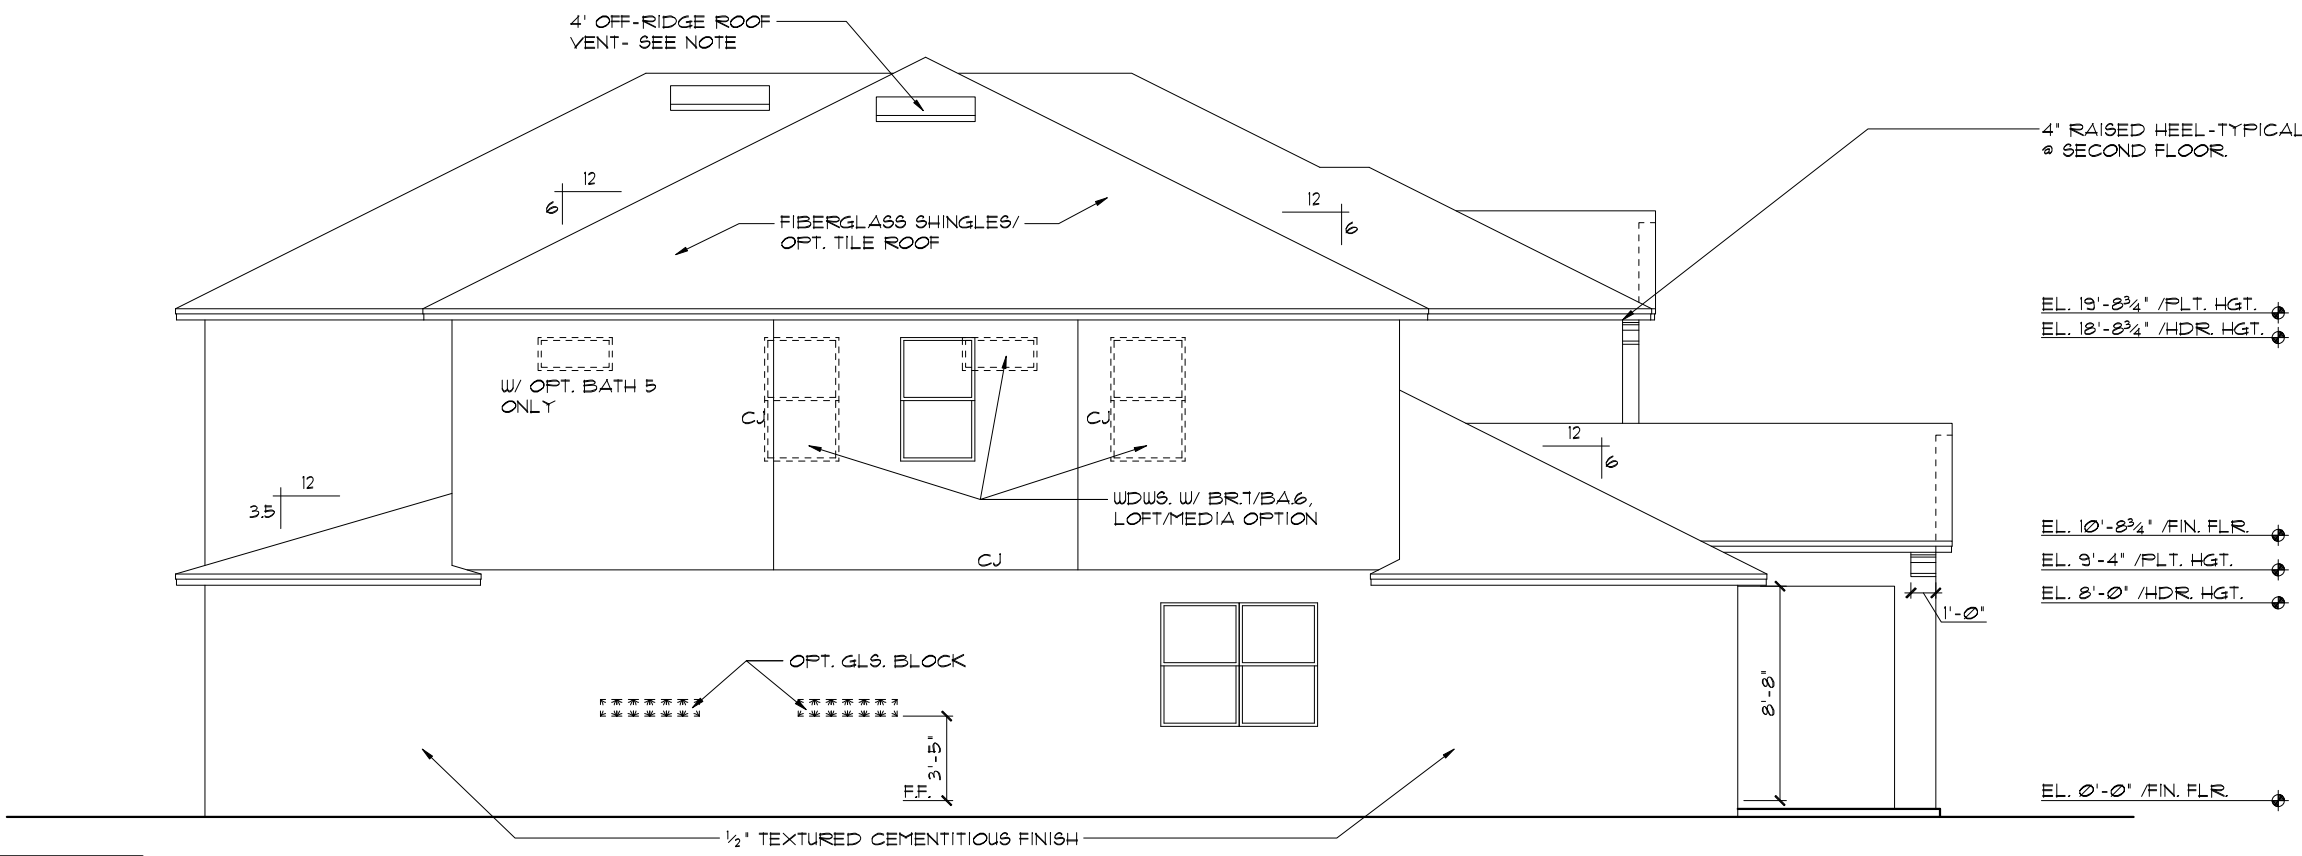 4' OFF-RIDGE ROOF
VENT- SEE NOTE
4" RAISED HEEL-TYPICAL
@ SECOND FLOOR.
12
6
12
6
FIBERGLASS SHINGLES/
OPT. TILE ROOF
EL. 19'-8¾" /PLT. HGT.
EL. 18'-8¾" /HDR. HGT.
W/ OPT. BATH 5
ONLY
CJ
CJ
12
6
12
3.5
WDWS. W/ BR.7/BA.6,
LOFT/MEDIA OPTION
EL. 10'-8¾" /FIN. FLR.
CJ
EL. 9'-4" /PLT. HGT.
EL. 8'-0" /HDR. HGT.
1'-0"
OPT. GLS. BLOCK
8'-8"
3'-5"
F.F.
EL. 0'-0" /FIN. FLR.
½" TEXTURED CEMENTITIOUS FINISH